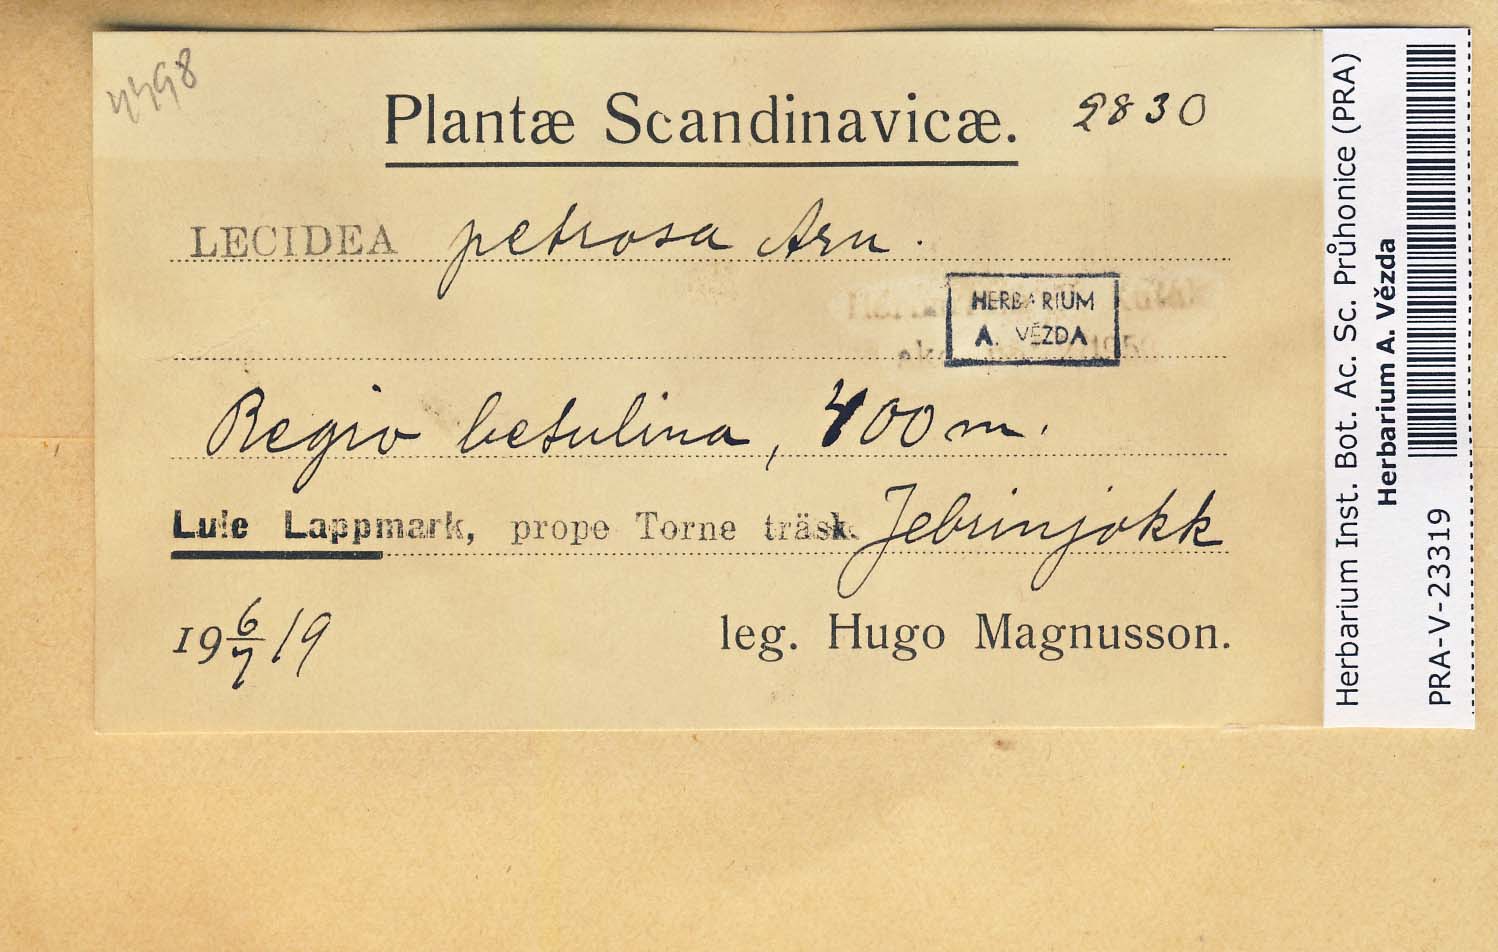 Plantæ Scandinavicæ. 2830
LECIDEA petrosa Arn.
HERBARIUM
A. VĚZDA
Regio betulina, 400 m.
Lule Lappmark, prope Torne träsk. Jebrinjokk
19 6/7 19
leg. Hugo Magnusson.
Herbarium Inst. Bot. Ac. Sc. Průhonice (PRA)
Herbarium A. Vězda
PRA-V-23319